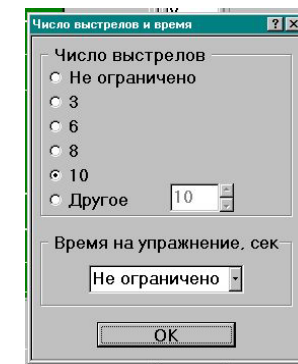 Число выстрелов и время
Число выстрелов
Не ограничено
3
6
8
10
Другое 10
Время на упражнение, сек
Не ограничено
OK